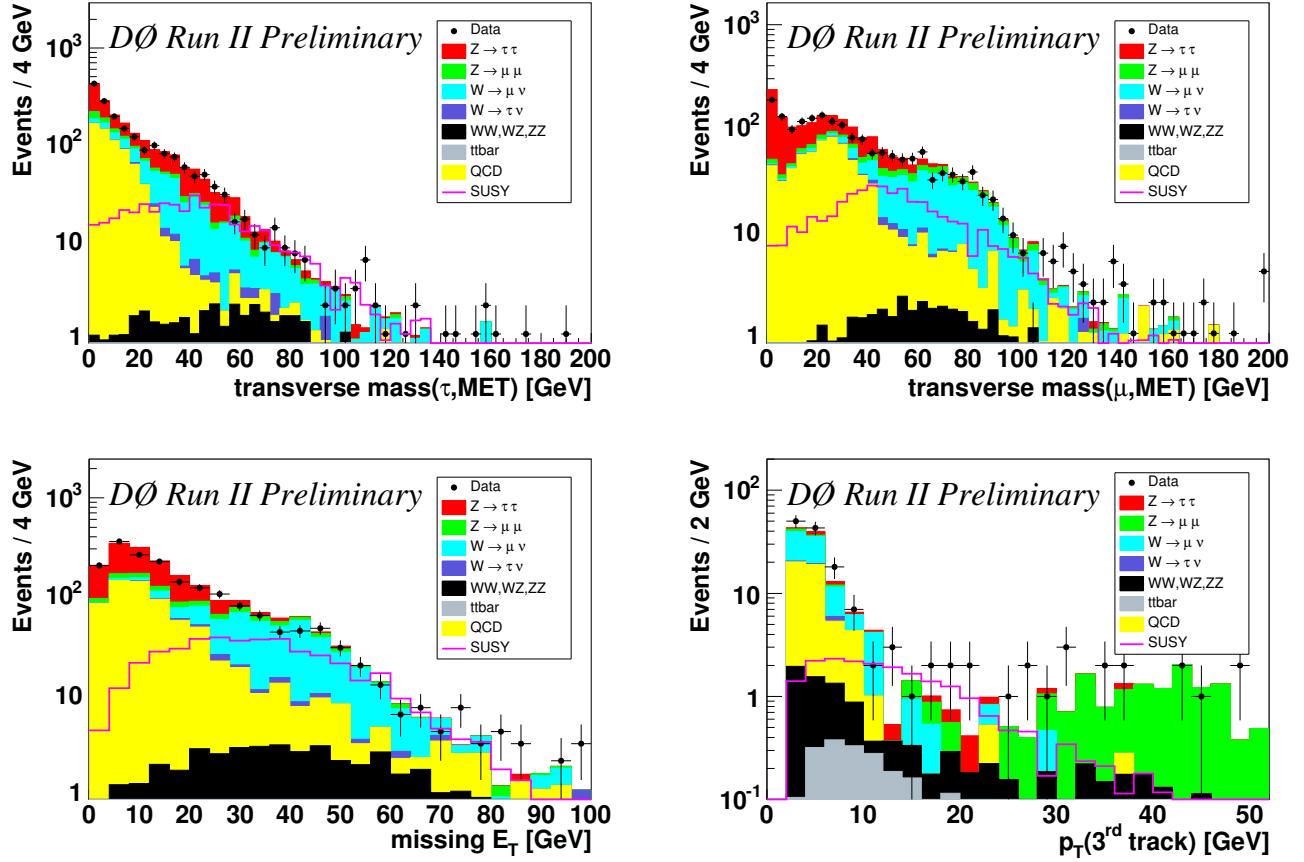 Events / 4 GeV
10³
10²
10
1
DØ Run II Preliminary
Data
Z→ττ
Z→μμ
W→μν
W→τν
WW,WZ,ZZ
ttbar
QCD
SUSY
0 20 40 60 80 100 120 140 160 180 200
transverse mass(τ,MET) [GeV]
Events / 4 GeV
10³
10²
10
1
DØ Run II Preliminary
Data
Z→ττ
Z→μμ
W→μν
W→τν
WW,WZ,ZZ
ttbar
QCD
SUSY
0 20 40 60 80 100 120 140 160 180 200
transverse mass(μ,MET) [GeV]
Events / 4 GeV
10³
10²
10
1
DØ Run II Preliminary
Data
Z→ττ
Z→μμ
W→μν
W→τν
WW,WZ,ZZ
ttbar
QCD
SUSY
0 10 20 30 40 50 60 70 80 90 100
missing E_T [GeV]
Events / 2 GeV
10²
10
1
10⁻¹
DØ Run II Preliminary
Data
Z→ττ
Z→μμ
W→μν
W→τν
WW,WZ,ZZ
ttbar
QCD
SUSY
0 10 20 30 40 50
p_T(3ʳᵈ track) [GeV]